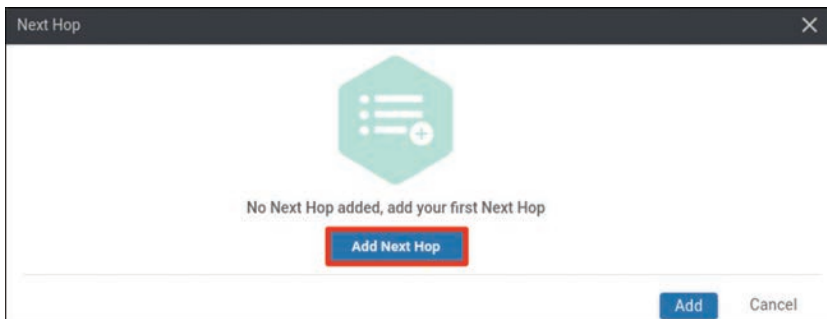 Next Hop
No Next Hop added, add your first Next Hop
Add Next Hop
Add
Cancel